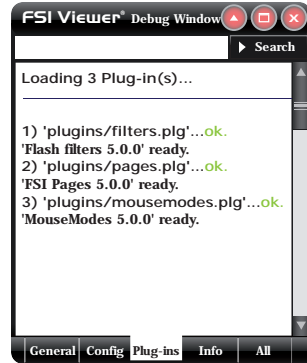 FSI Viewer® Debug Window
Search
Loading 3 Plug-in(s)...
1) 'plugins/filters.plg'...ok.
'Flash filters 5.0.0' ready.
2) 'plugins/pages.plg'...ok.
'FSI Pages 5.0.0' ready.
3) 'plugins/mousemodes.plg'...ok.
'MouseModes 5.0.0' ready.
General Config Plug-ins Info All